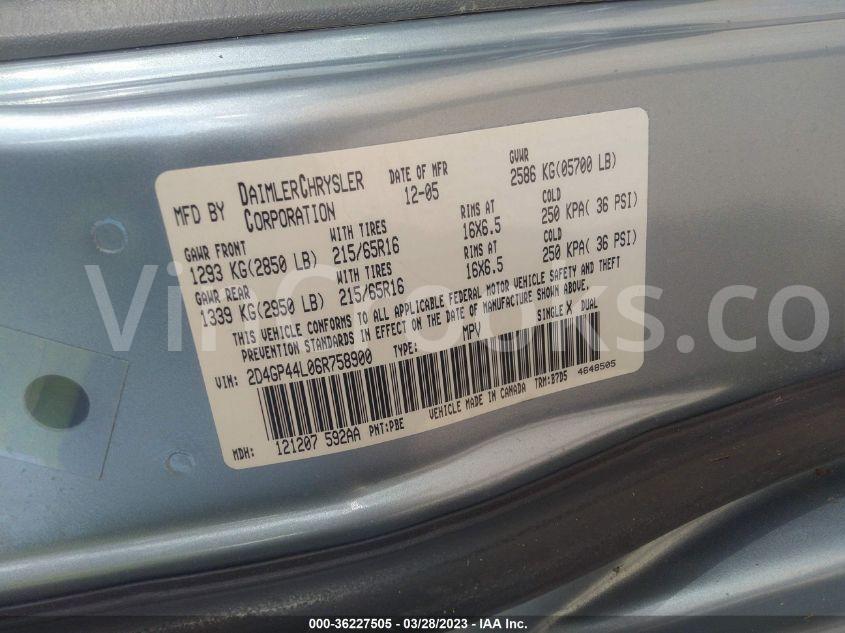 MFD BY DAIMLERCHRYSLER CORPORATION DATE OF MFR 12-05 GVWR 2586 KG(05700 LB)
GAWR FRONT WITH TIRES RIMS AT COLD
1293 KG(2850 LB) 215/65R16 16X6.5 250 KPA( 36 PSI)
GAWR REAR WITH TIRES RIMS AT COLD
1339 KG(2950 LB) 215/65R16 16X6.5 250 KPA( 36 PSI)
THIS VEHICLE CONFORMS TO ALL APPLICABLE FEDERAL MOTOR VEHICLE SAFETY AND THEFT
PREVENTION STANDARDS IN EFFECT ON THE DATE OF MANUFACTURE SHOWN ABOVE.
VIN: 2D4GP44L06R758900 TYPE: MPV SINGLE X DUAL
MDH: 121207 592AA PNT:PBE VEHICLE MADE IN CANADA TRM:B7D5 4648505
000-36227505 - 03/28/2023 - IAA Inc.